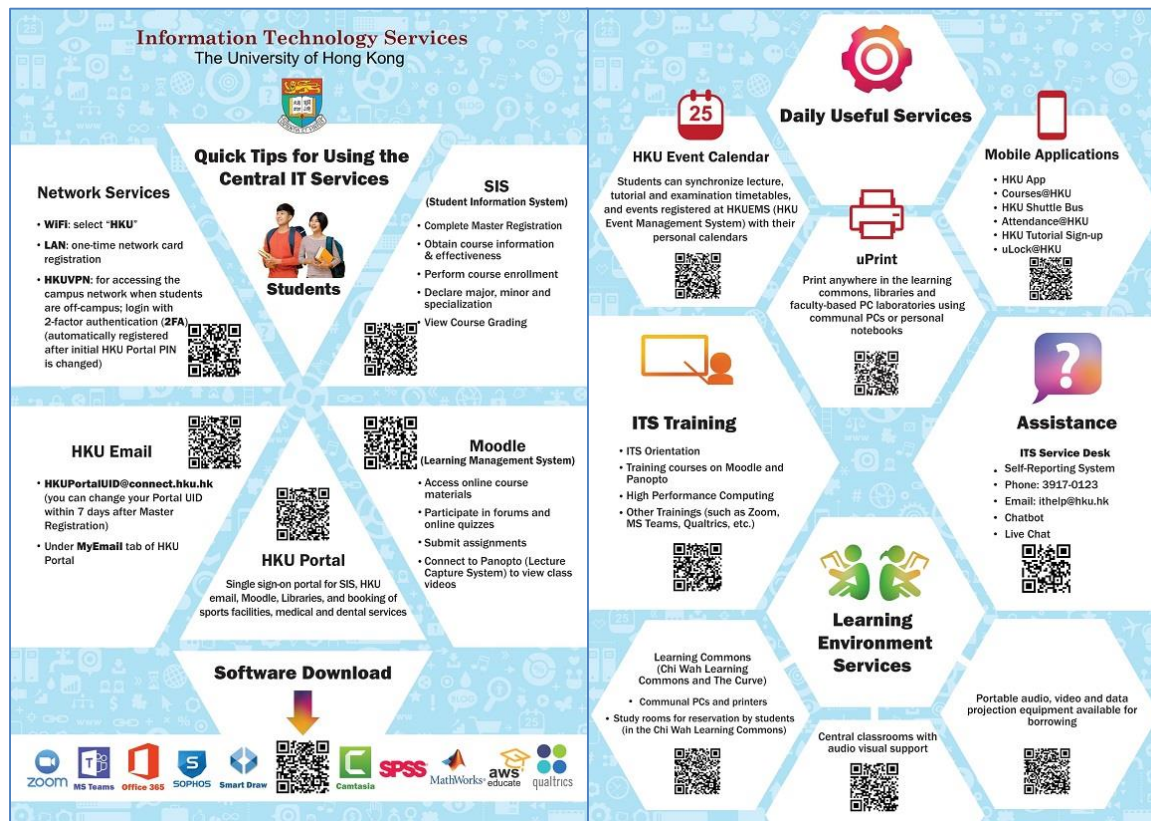 Information Technology Services
The University of Hong Kong
Quick Tips for Using the
Central IT Services
Students
Network Services
• WiFi: select “HKU”
• LAN: one-time network card
registration
• HKUVPN: for accessing the
campus network when students
are off-campus; login with
2-factor authentication (2FA)
(automatically registered
after initial HKU Portal PIN
is changed)
SIS
(Student Information System)
• Complete Master Registration
• Obtain course information
& effectiveness
• Perform course enrollment
• Declare major, minor and
specialization
• View Course Grading
HKU Email
• HKUPortalUID@connect.hku.hk
(you can change your Portal UID
within 7 days after Master
Registration)
• Under MyEmail tab of HKU
Portal
HKU Portal
Single sign-on portal for SIS, HKU
email, Moodle, Libraries, and booking of
sports facilities, medical and dental services
Moodle
(Learning Management System)
• Access online course
materials
• Participate in forums and
online quizzes
• Submit assignments
• Connect to Panopto (Lecture
Capture System) to view class
videos
Software Download
zoom
MS Teams
Office 365
S
SOPHOS
Smart Draw
C
Camtasia
SPSS
MathWorks®
aws
educate
qualtrics
Daily Useful Services
25
HKU Event Calendar
Students can synchronize lecture,
tutorial and examination timetables,
and events registered at HKUEMS (HKU
Event Management System) with their
personal calendars
Mobile Applications
• HKU App
• Courses@HKU
• HKU Shuttle Bus
• Attendance@HKU
• HKU Tutorial Sign-up
• uLock@HKU
uPrint
Print anywhere in the learning
commons, libraries and
faculty-based PC laboratories using
communal PCs or personal
notebooks
ITS Training
• ITS Orientation
• Training courses on Moodle and
Panopto
• High Performance Computing
• Other Trainings (such as Zoom,
MS Teams, Qualtrics, etc.)
?
Assistance
ITS Service Desk
• Self-Reporting System
• Phone: 3917-0123
• Email: ithelp@hku.hk
• Chatbot
• Live Chat
Learning
Environment
Services
Learning Commons
(Chi Wah Learning
Commons and The Curve)
• Communal PCs and printers
• Study rooms for reservation by students
(in the Chi Wah Learning Commons)
Central classrooms with
audio visual support
Portable audio, video and data
projection equipment available for
borrowing